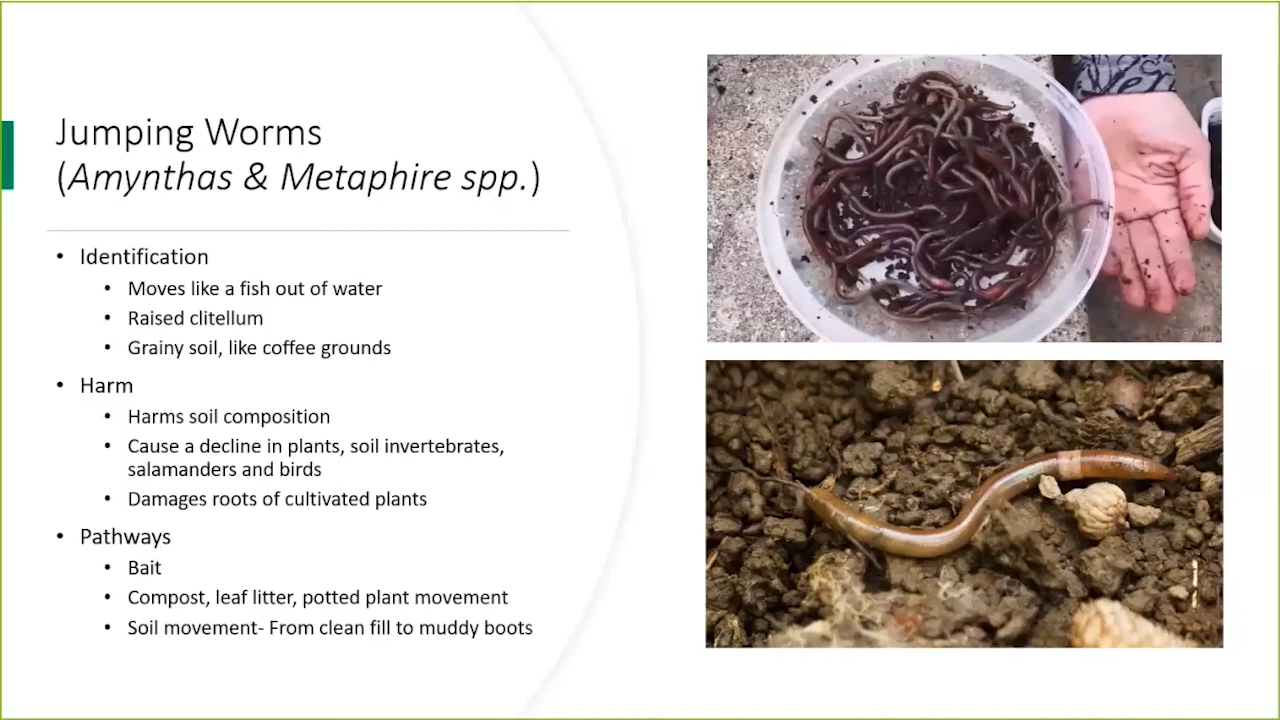 Jumping Worms
(Amynthas & Metaphire spp.)
• Identification
• Moves like a fish out of water
• Raised clitellum
• Grainy soil, like coffee grounds
• Harm
• Harms soil composition
• Cause a decline in plants, soil invertebrates,
salamanders and birds
• Damages roots of cultivated plants
• Pathways
• Bait
• Compost, leaf litter, potted plant movement
• Soil movement- From clean fill to muddy boots